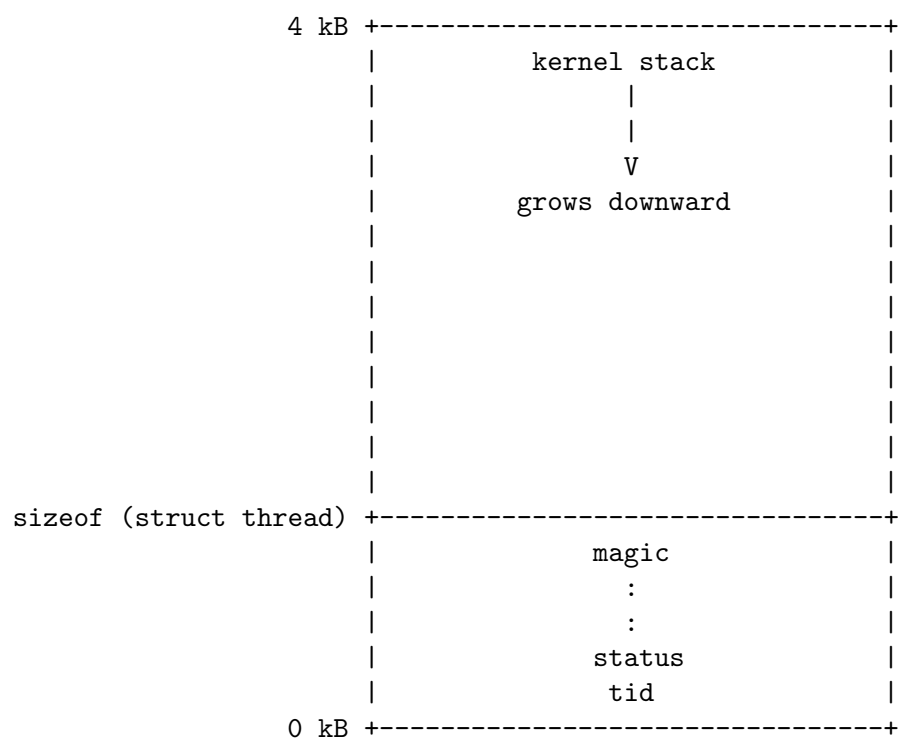 4 kB +---------------------------------+
| kernel stack |
| | |
| | |
| V |
| grows downward |
| |
| |
| |
| |
| |
| |
| |
| |
sizeof (struct thread) +---------------------------------+
| magic |
| : |
| : |
| status |
| tid |
0 kB +---------------------------------+